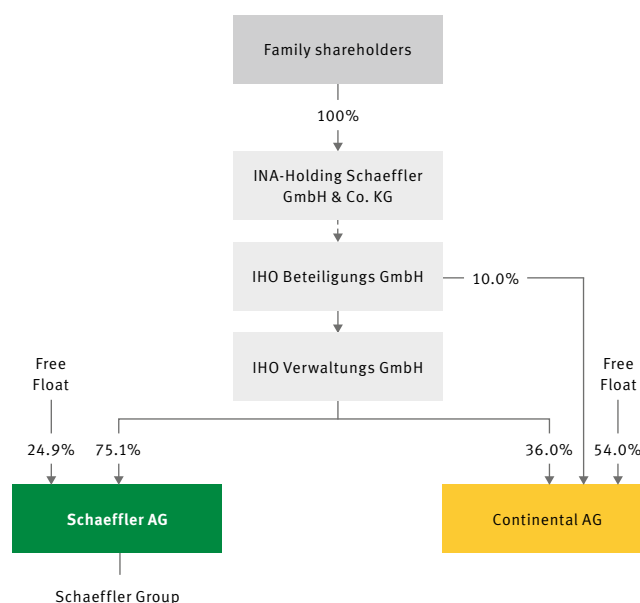 Family shareholders
100%
INA-Holding Schaeffler
GmbH & Co. KG
IHO Beteiligungs GmbH
10.0%
IHO Verwaltungs GmbH
Free
Float
Free
Float
24.9%
75.1%
36.0%
54.0%
Schaeffler AG
Continental AG
Schaeffler Group